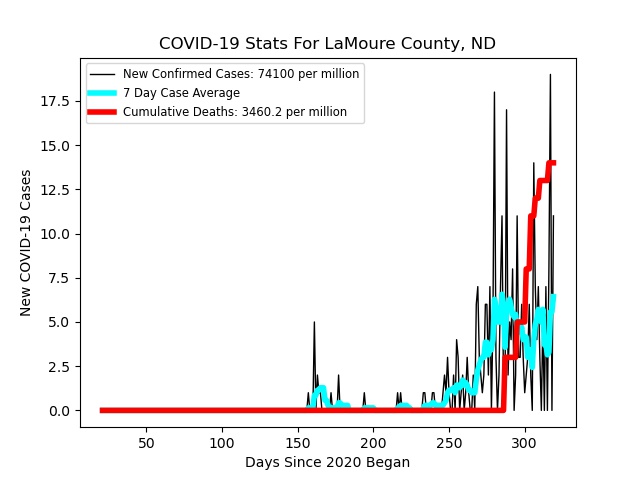 COVID-19 Stats For LaMoure County, ND
New Confirmed Cases: 74100 per million
7 Day Case Average
Cumulative Deaths: 3460.2 per million
New COVID-19 Cases
17.5
15.0
12.5
10.0
7.5
5.0
2.5
0.0
50
100
150
200
250
300
Days Since 2020 Began